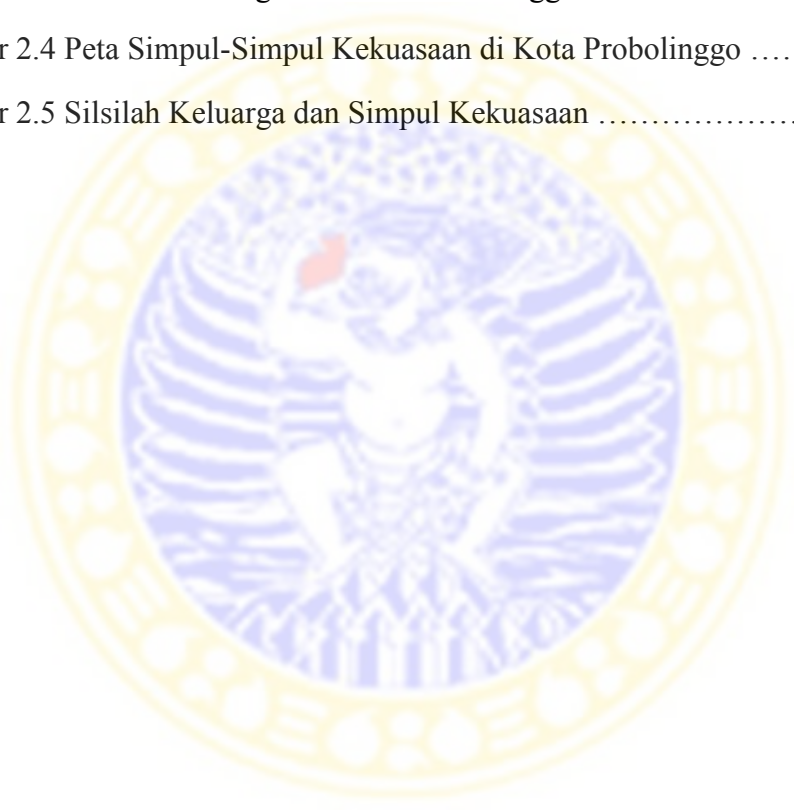 r 2.4 Peta Simpul-Simpul Kekuasaan di Kota Probolinggo ….
r 2.5 Silsilah Keluarga dan Simpul Kekuasaan ………………..